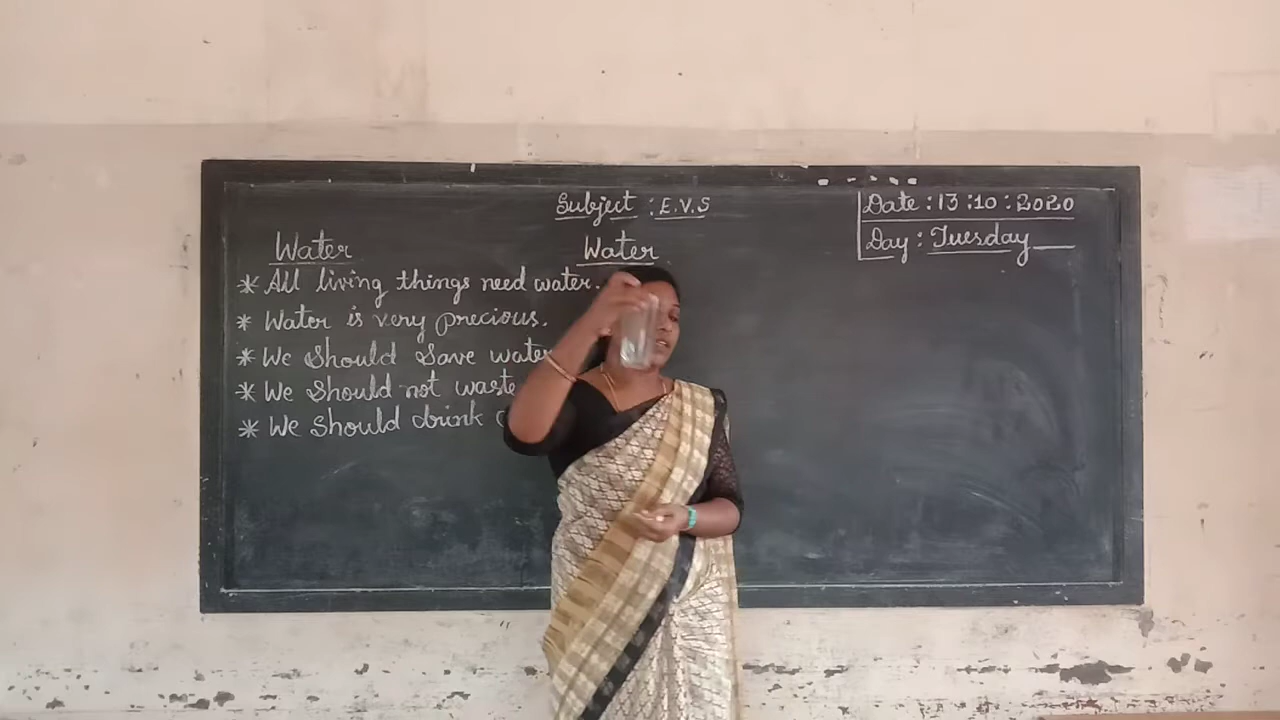 Subject : E.V.S
Date : 13 : 10 : 2020
Day : Tuesday
Water
Water
* All living things need water.
* Water is very precious.
* We should save water
* We should not waste
* We should drink